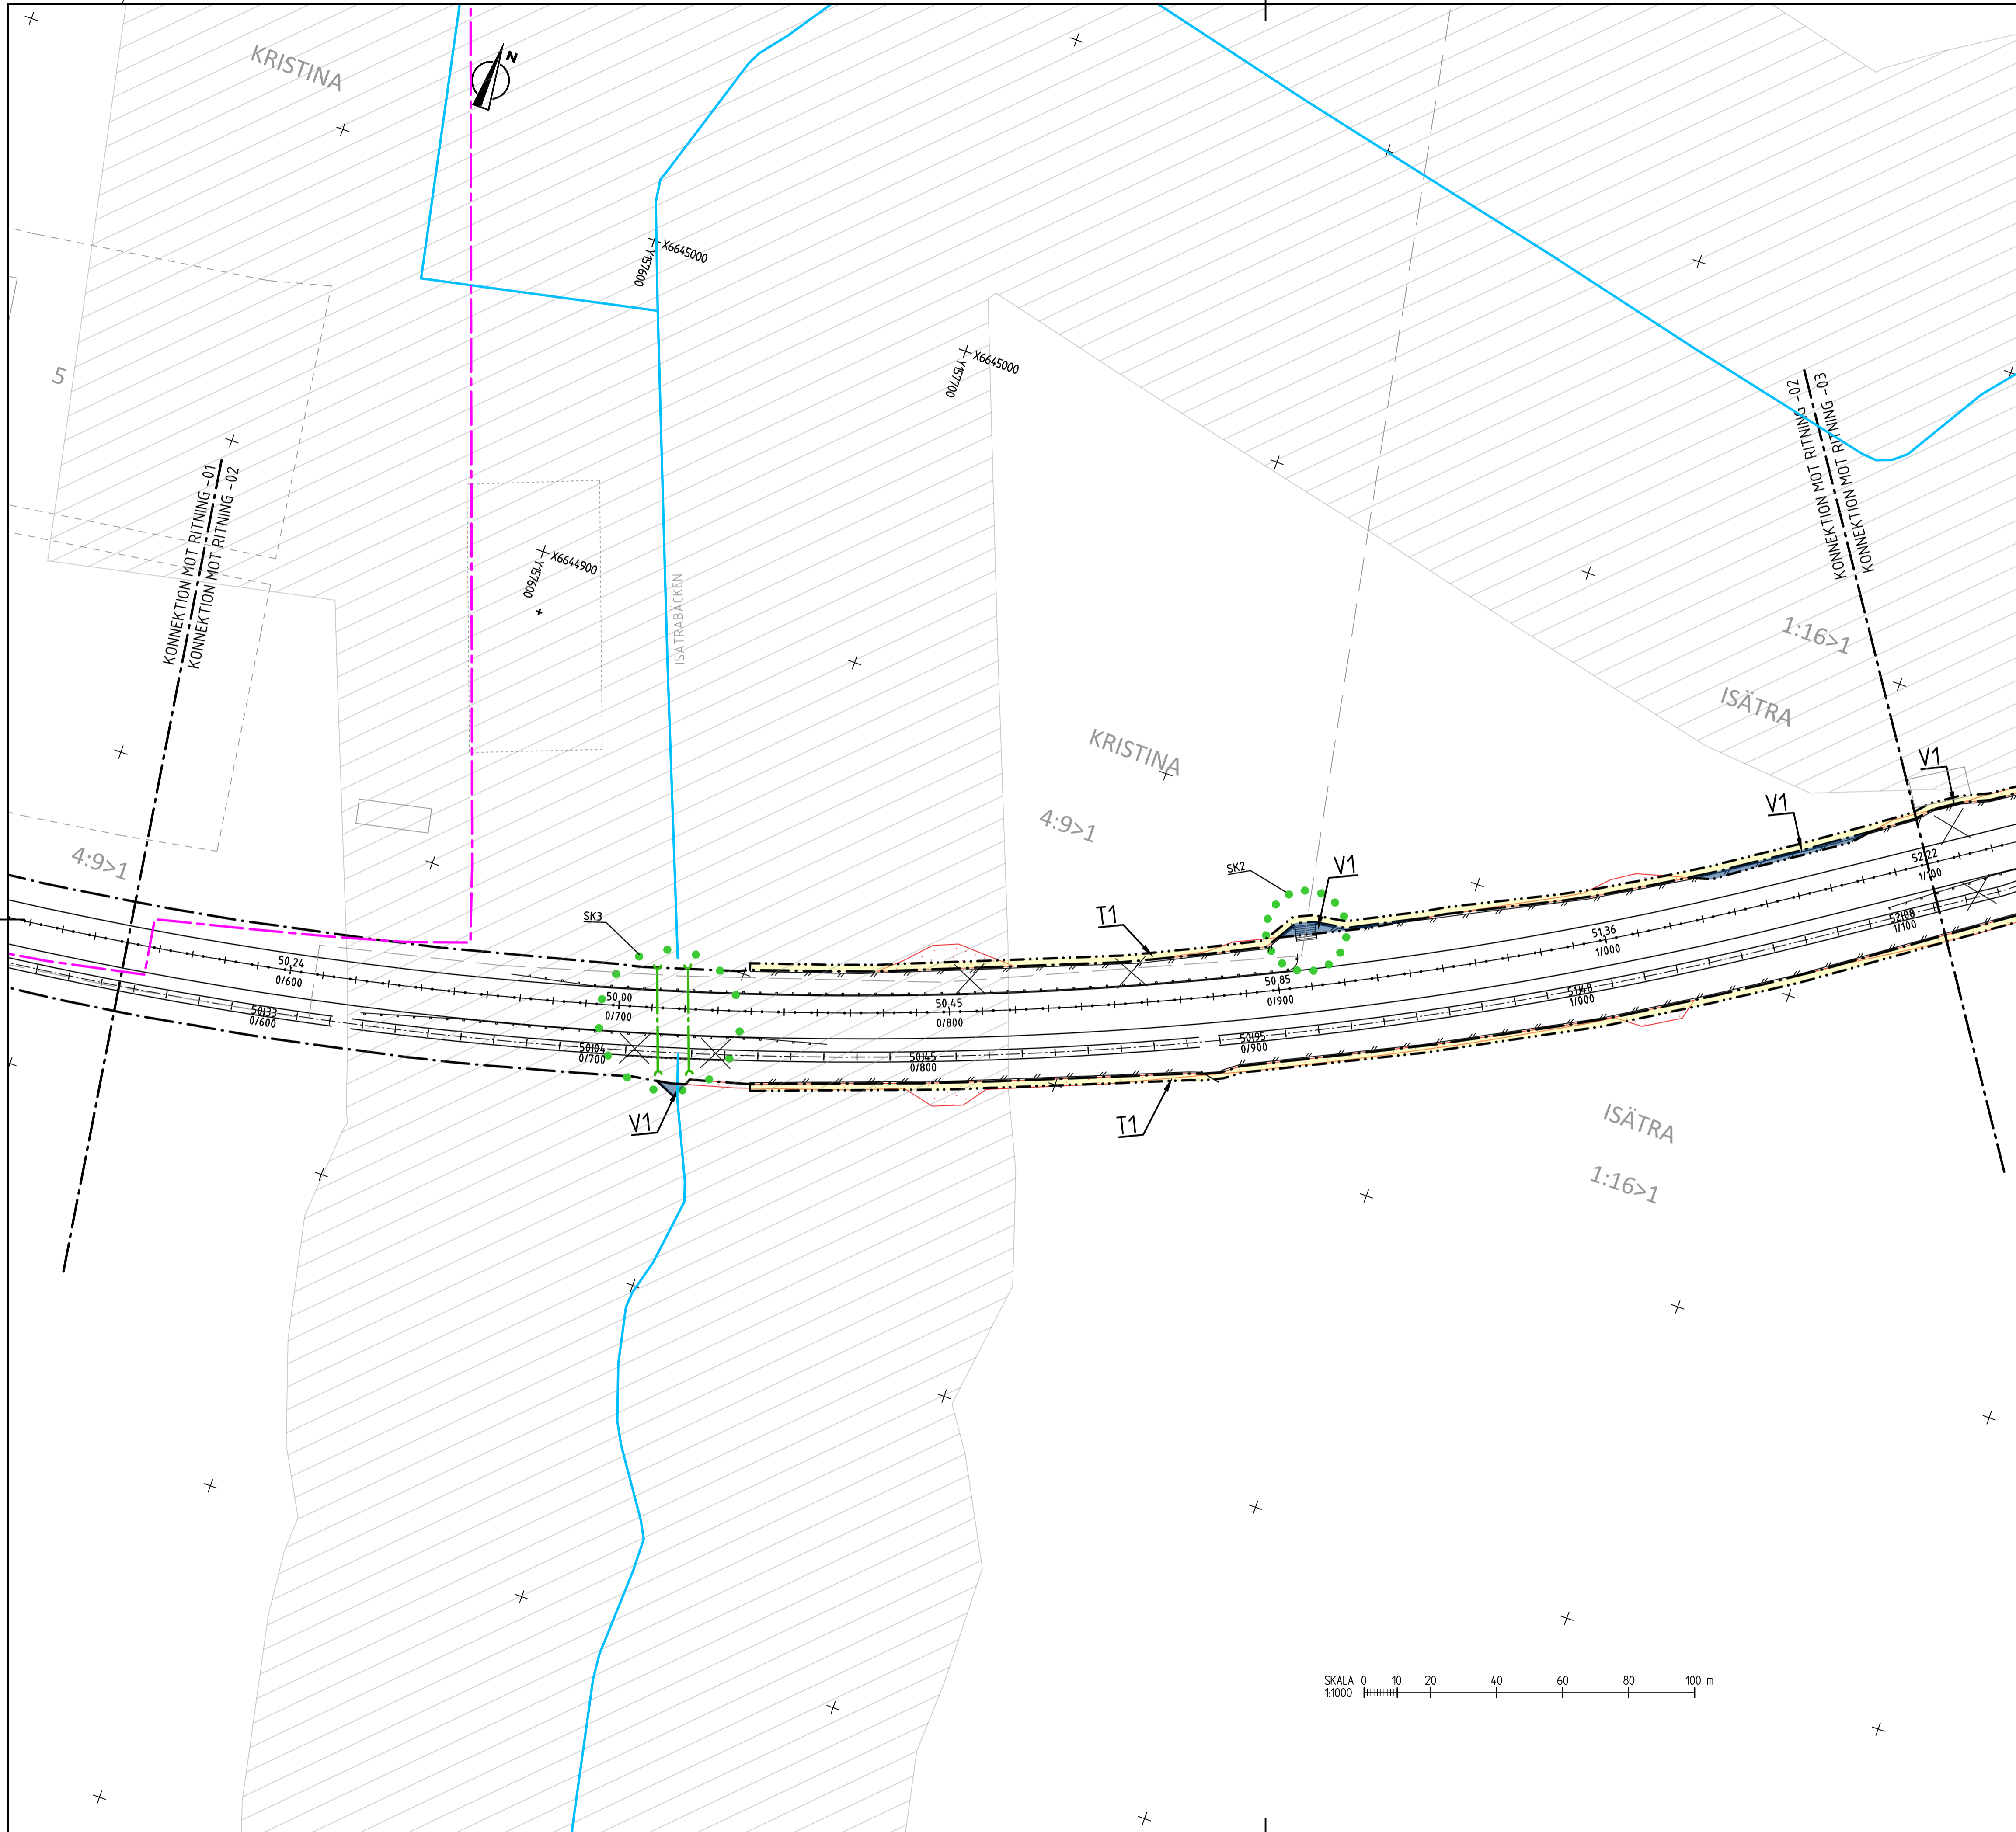 KRISTINA
N
X6645000
Y157600
X6645000
Y157700
5
KONNEKTION MOT RITNING -01
KONNEKTION MOT RITNING -02
KONNEKTION MOT RITNING -02
KONNEKTION MOT RITNING -03
X6644900
Y157600
ISÄTRABÄCKEN
1:16>1
ISÄTRA
KRISTINA
4:9>1
4:9>1
V1
V1
V1
SK2
SK3
T1
52,22
1/100
52,08
1/100
51,36
1/000
51,48
1/000
50,24
0/600
50,33
0/600
50,00
0/700
50,04
0/700
50,45
0/800
50,45
0/800
50,85
0/900
50,95
0/900
V1
T1
ISÄTRA
1:16>1
SKALA 0 10 20 40 60 80 100 m
1:1000